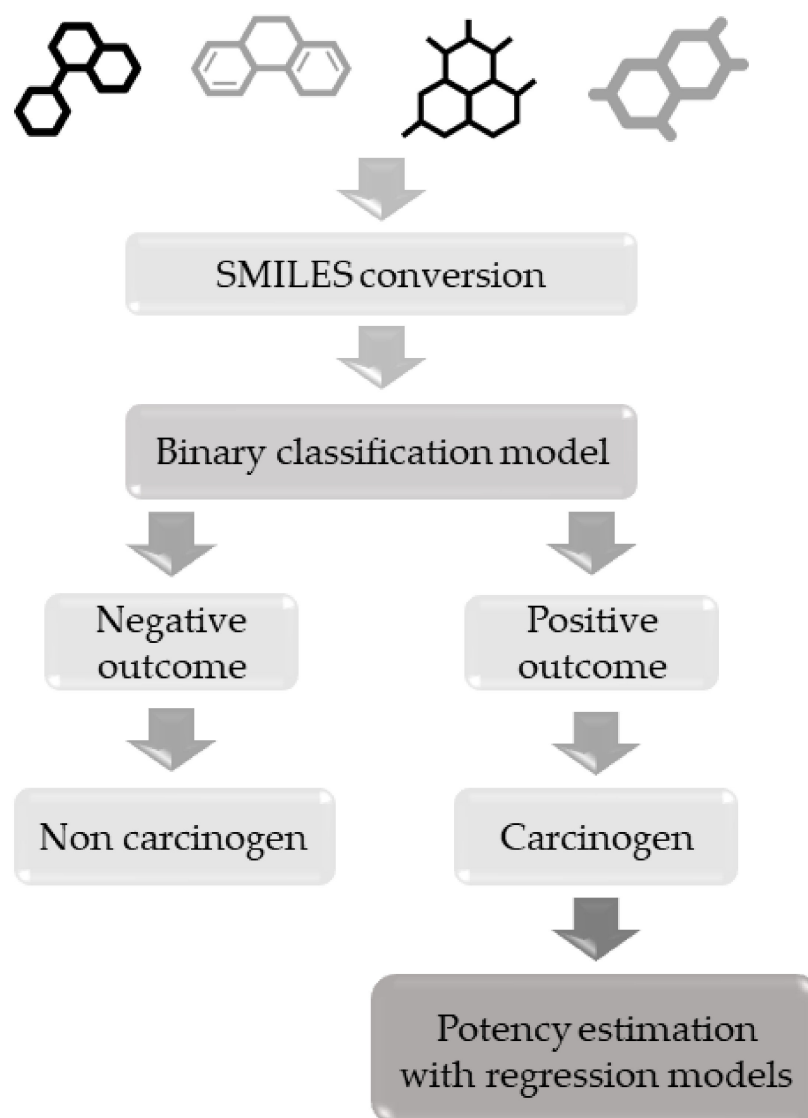 SMILES conversion
Binary classification model
Negative
outcome
Positive
outcome
Non carcinogen
Carcinogen
Potency estimation
with regression models